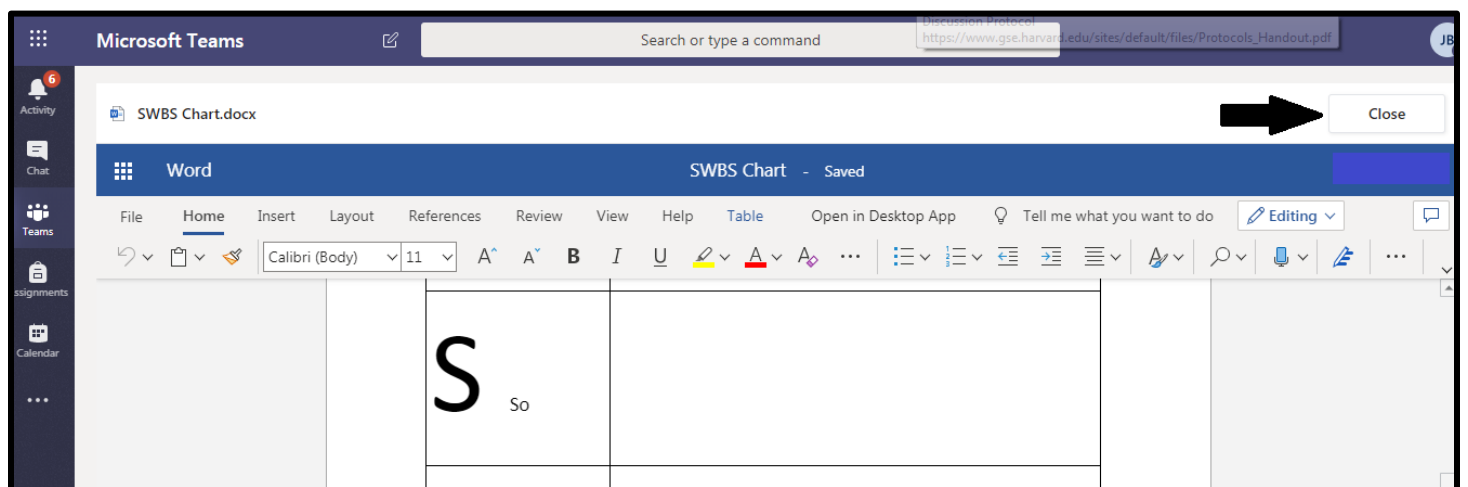 Microsoft Teams Search or type a command JB
Discussion Protocol
https://www.gse.harvard.edu/sites/default/files/Protocols_Handout.pdf
6
Activity
SWBS Chart.docx Close
Chat
Word SWBS Chart - Saved
File Home Insert Layout References Review View Help Table Open in Desktop App Tell me what you want to do Editing
Teams
Calibri (Body) 11 A A B I U A A
ssignments
Calendar
S So